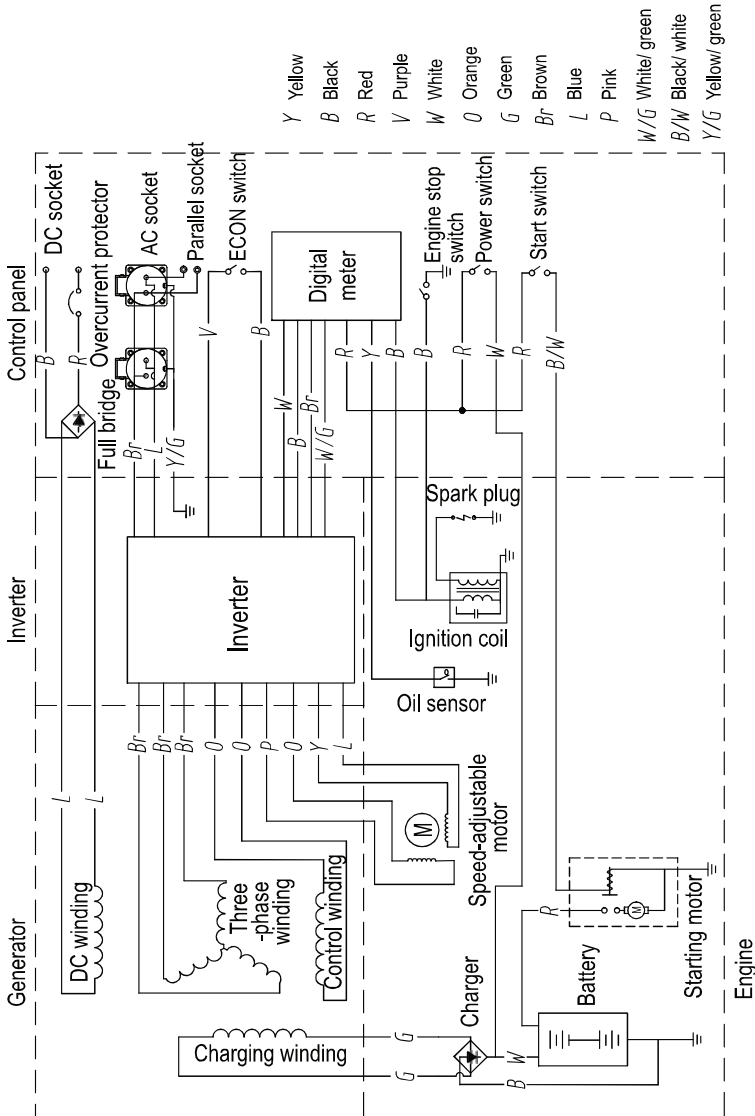 Generator
Inverter
Control panel
DC winding
L
L
Full bridge
B
R
DC socket
Overcurrent protector
Three
-phase
winding
Control winding
Br
Br
Br
O
O
P
O
Y
L
Inverter
Br
L
Y/G
AC socket
Parallel socket
V
B
ECON switch
W
B
Br
W/G
Digital
meter
R
Y
B
Charging winding
G
G
Charger
M
Speed-adjustable
motor
Oil sensor
Ignition coil
Spark plug
B
Engine stop
switch
R
W
Power switch
R
B/W
Start switch
B
W
Battery
R
M
Starting motor
Engine
Y Yellow
B Black
R Red
V Purple
W White
O Orange
G Green
Br Brown
L Blue
P Pink
W/G White/ green
B/W Black/ white
Y/G Yellow/ green